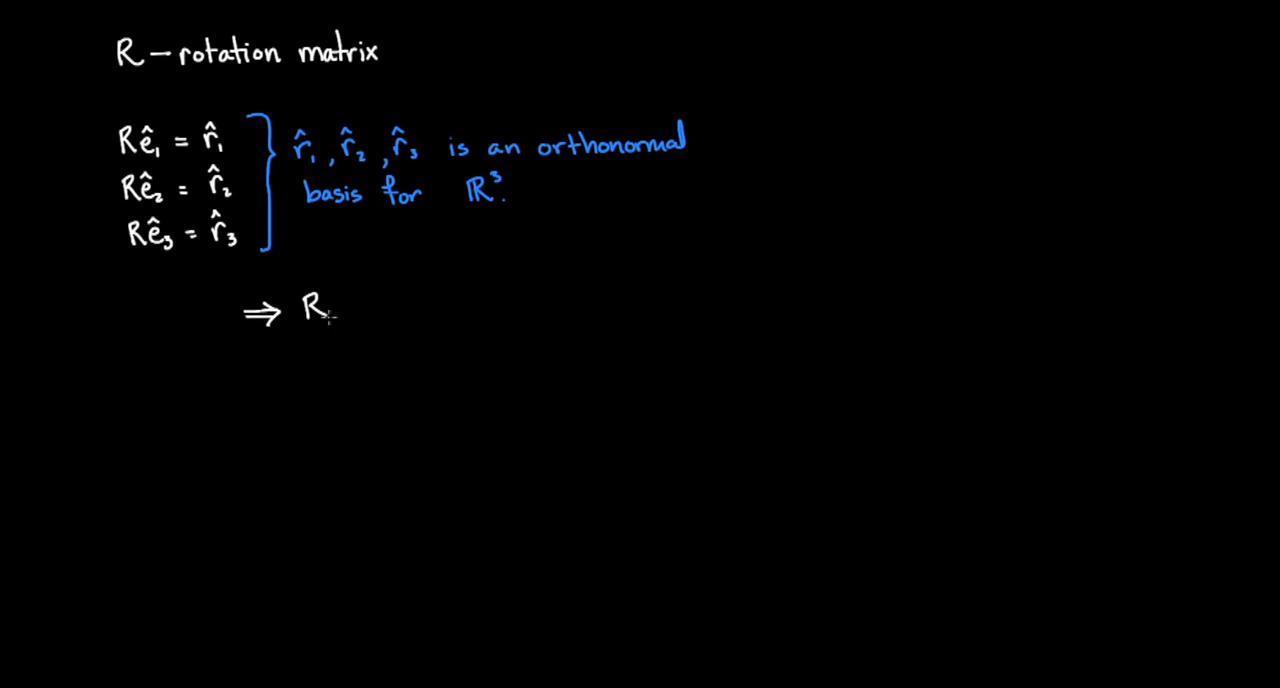 R – rotation matrix
Rê₁ = r̂₁
r̂₁, r̂₂, r̂₃ is an orthonormal
Rê₂ = r̂₂
basis for ℝ³.
Rê₃ = r̂₃
⇒ R